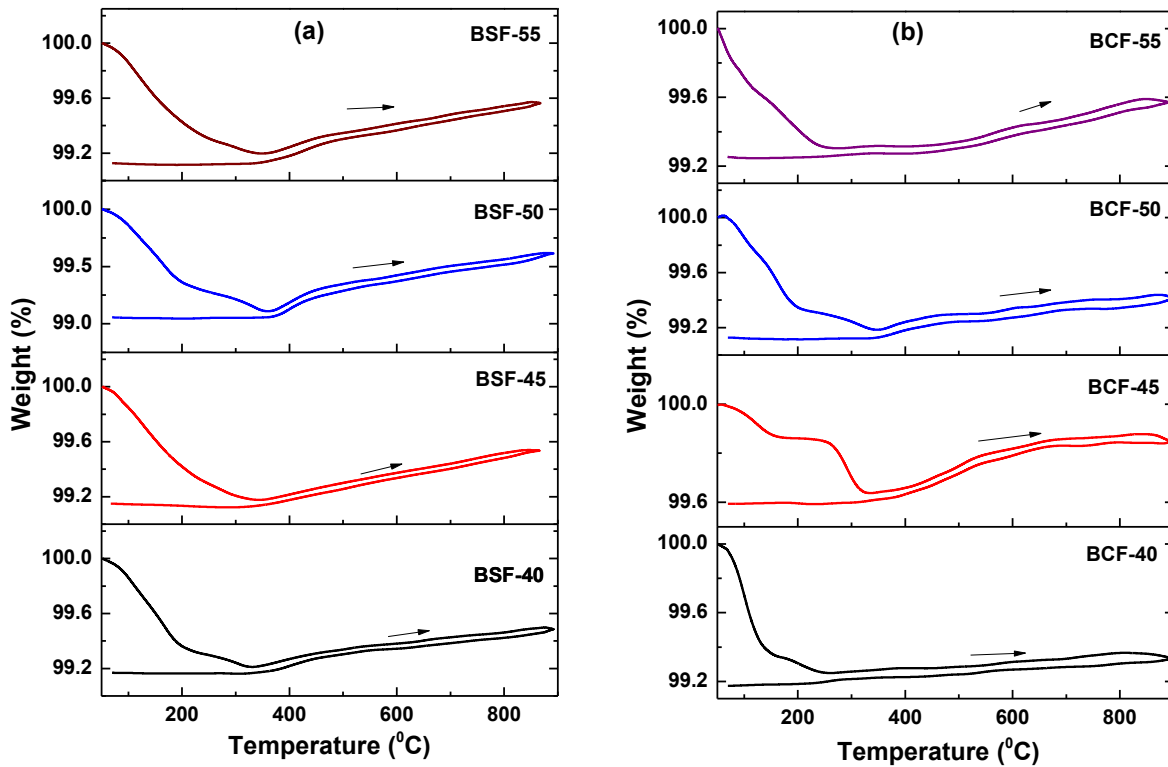 (a)
BSF-55
100.0
99.6
99.2
BSF-50
100.0
99.5
99.0
BSF-45
100.0
99.6
99.2
BSF-40
100.0
99.6
99.2
Weight (%)
200 400 600 800
Temperature (⁰C)
(b)
BCF-55
100.0
99.6
99.2
BCF-50
100.0
99.6
99.2
BCF-45
100.0
99.6
BCF-40
100.0
99.6
99.2
Weight (%)
200 400 600 800
Temperature (⁰C)